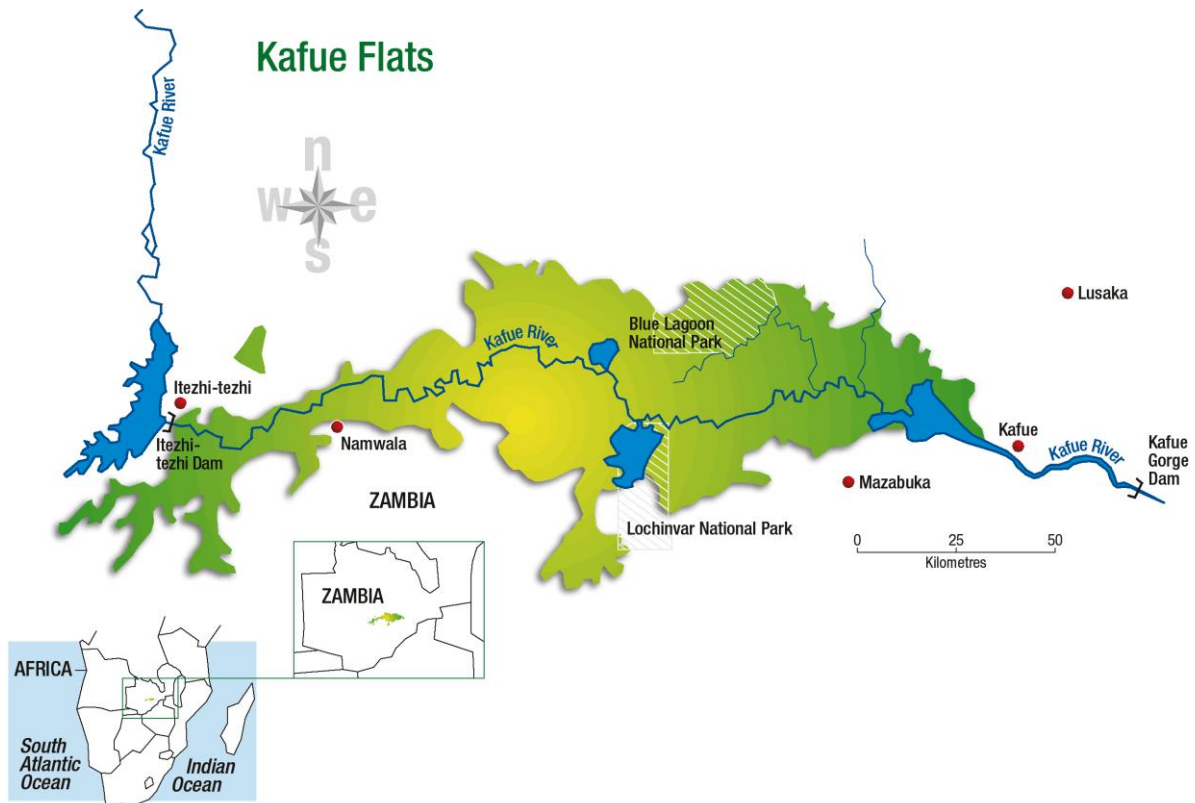 Kafue Flats
Kafue River
n
w e
s
Lusaka
Blue Lagoon
National Park
Kafue River
Itezhi-tezhi
Itezhi-
tezhi Dam
Namwala
Kafue
Kafue River
Kafue
Gorge
Dam
Mazabuka
ZAMBIA
Lochinvar National Park
0 25 50
Kilometres
ZAMBIA
AFRICA
South
Atlantic
Ocean
Indian
Ocean